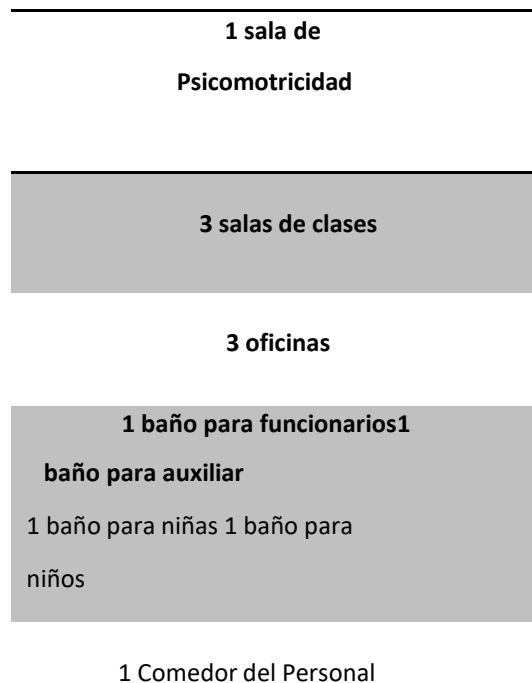 1 sala de
Psicomotricidad
3 salas de clases
3 oficinas
1 baño para funcionarios1
baño para auxiliar
1 baño para niñas 1 baño para
niños
1 Comedor del Personal